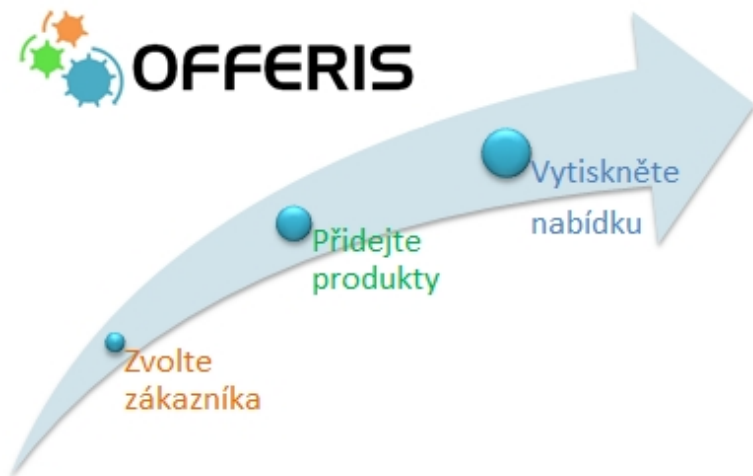 OFFERIS
Vytiskněte
nabídku
Přidejte
produkty
Zvolte
zákazníka